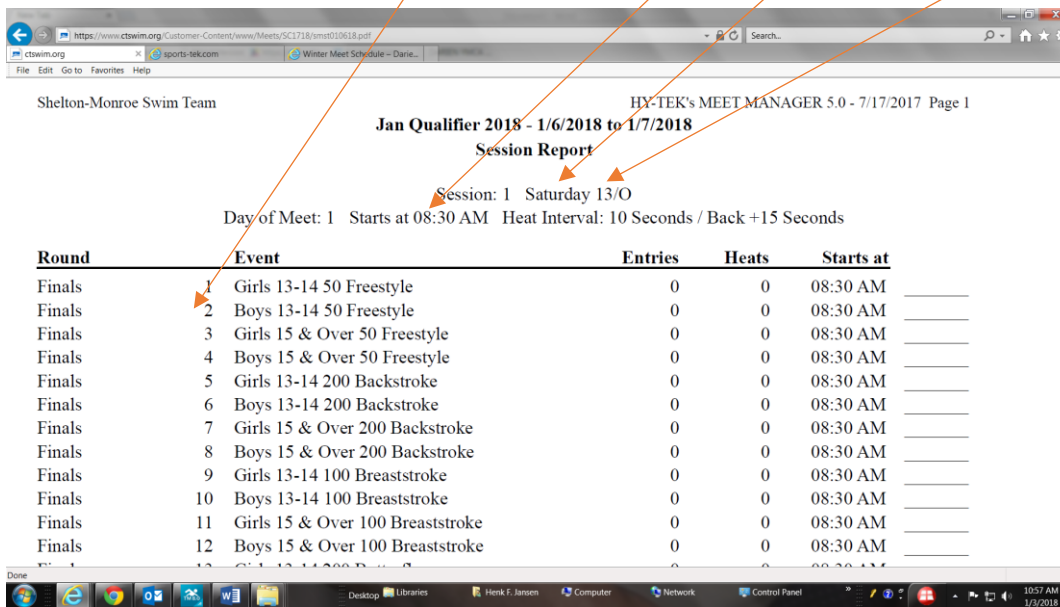 https://www.ctswim.org/Customer-Content/www/Meets/SC1718/smst010618.pdf
Search...
ctswim.org
sports-tek.com
Winter Meet Schedule – Darie...
File Edit Go to Favorites Help
Shelton-Monroe Swim Team HY-TEK's MEET MANAGER 5.0 - 7/17/2017 Page 1
Jan Qualifier 2018 - 1/6/2018 to 1/7/2018
Session Report
Session: 1 Saturday 13/O
Day of Meet: 1 Starts at 08:30 AM Heat Interval: 10 Seconds / Back +15 Seconds
Round Event Entries Heats Starts at
Finals 1 Girls 13-14 50 Freestyle 0 0 08:30 AM
Finals 2 Boys 13-14 50 Freestyle 0 0 08:30 AM
Finals 3 Girls 15 & Over 50 Freestyle 0 0 08:30 AM
Finals 4 Boys 15 & Over 50 Freestyle 0 0 08:30 AM
Finals 5 Girls 13-14 200 Backstroke 0 0 08:30 AM
Finals 6 Boys 13-14 200 Backstroke 0 0 08:30 AM
Finals 7 Girls 15 & Over 200 Backstroke 0 0 08:30 AM
Finals 8 Boys 15 & Over 200 Backstroke 0 0 08:30 AM
Finals 9 Girls 13-14 100 Breaststroke 0 0 08:30 AM
Finals 10 Boys 13-14 100 Breaststroke 0 0 08:30 AM
Finals 11 Girls 15 & Over 100 Breaststroke 0 0 08:30 AM
Finals 12 Boys 15 & Over 100 Breaststroke 0 0 08:30 AM
Done
Desktop Libraries Henk F. Jansen Computer Network Control Panel 10:57 AM
1/3/2018